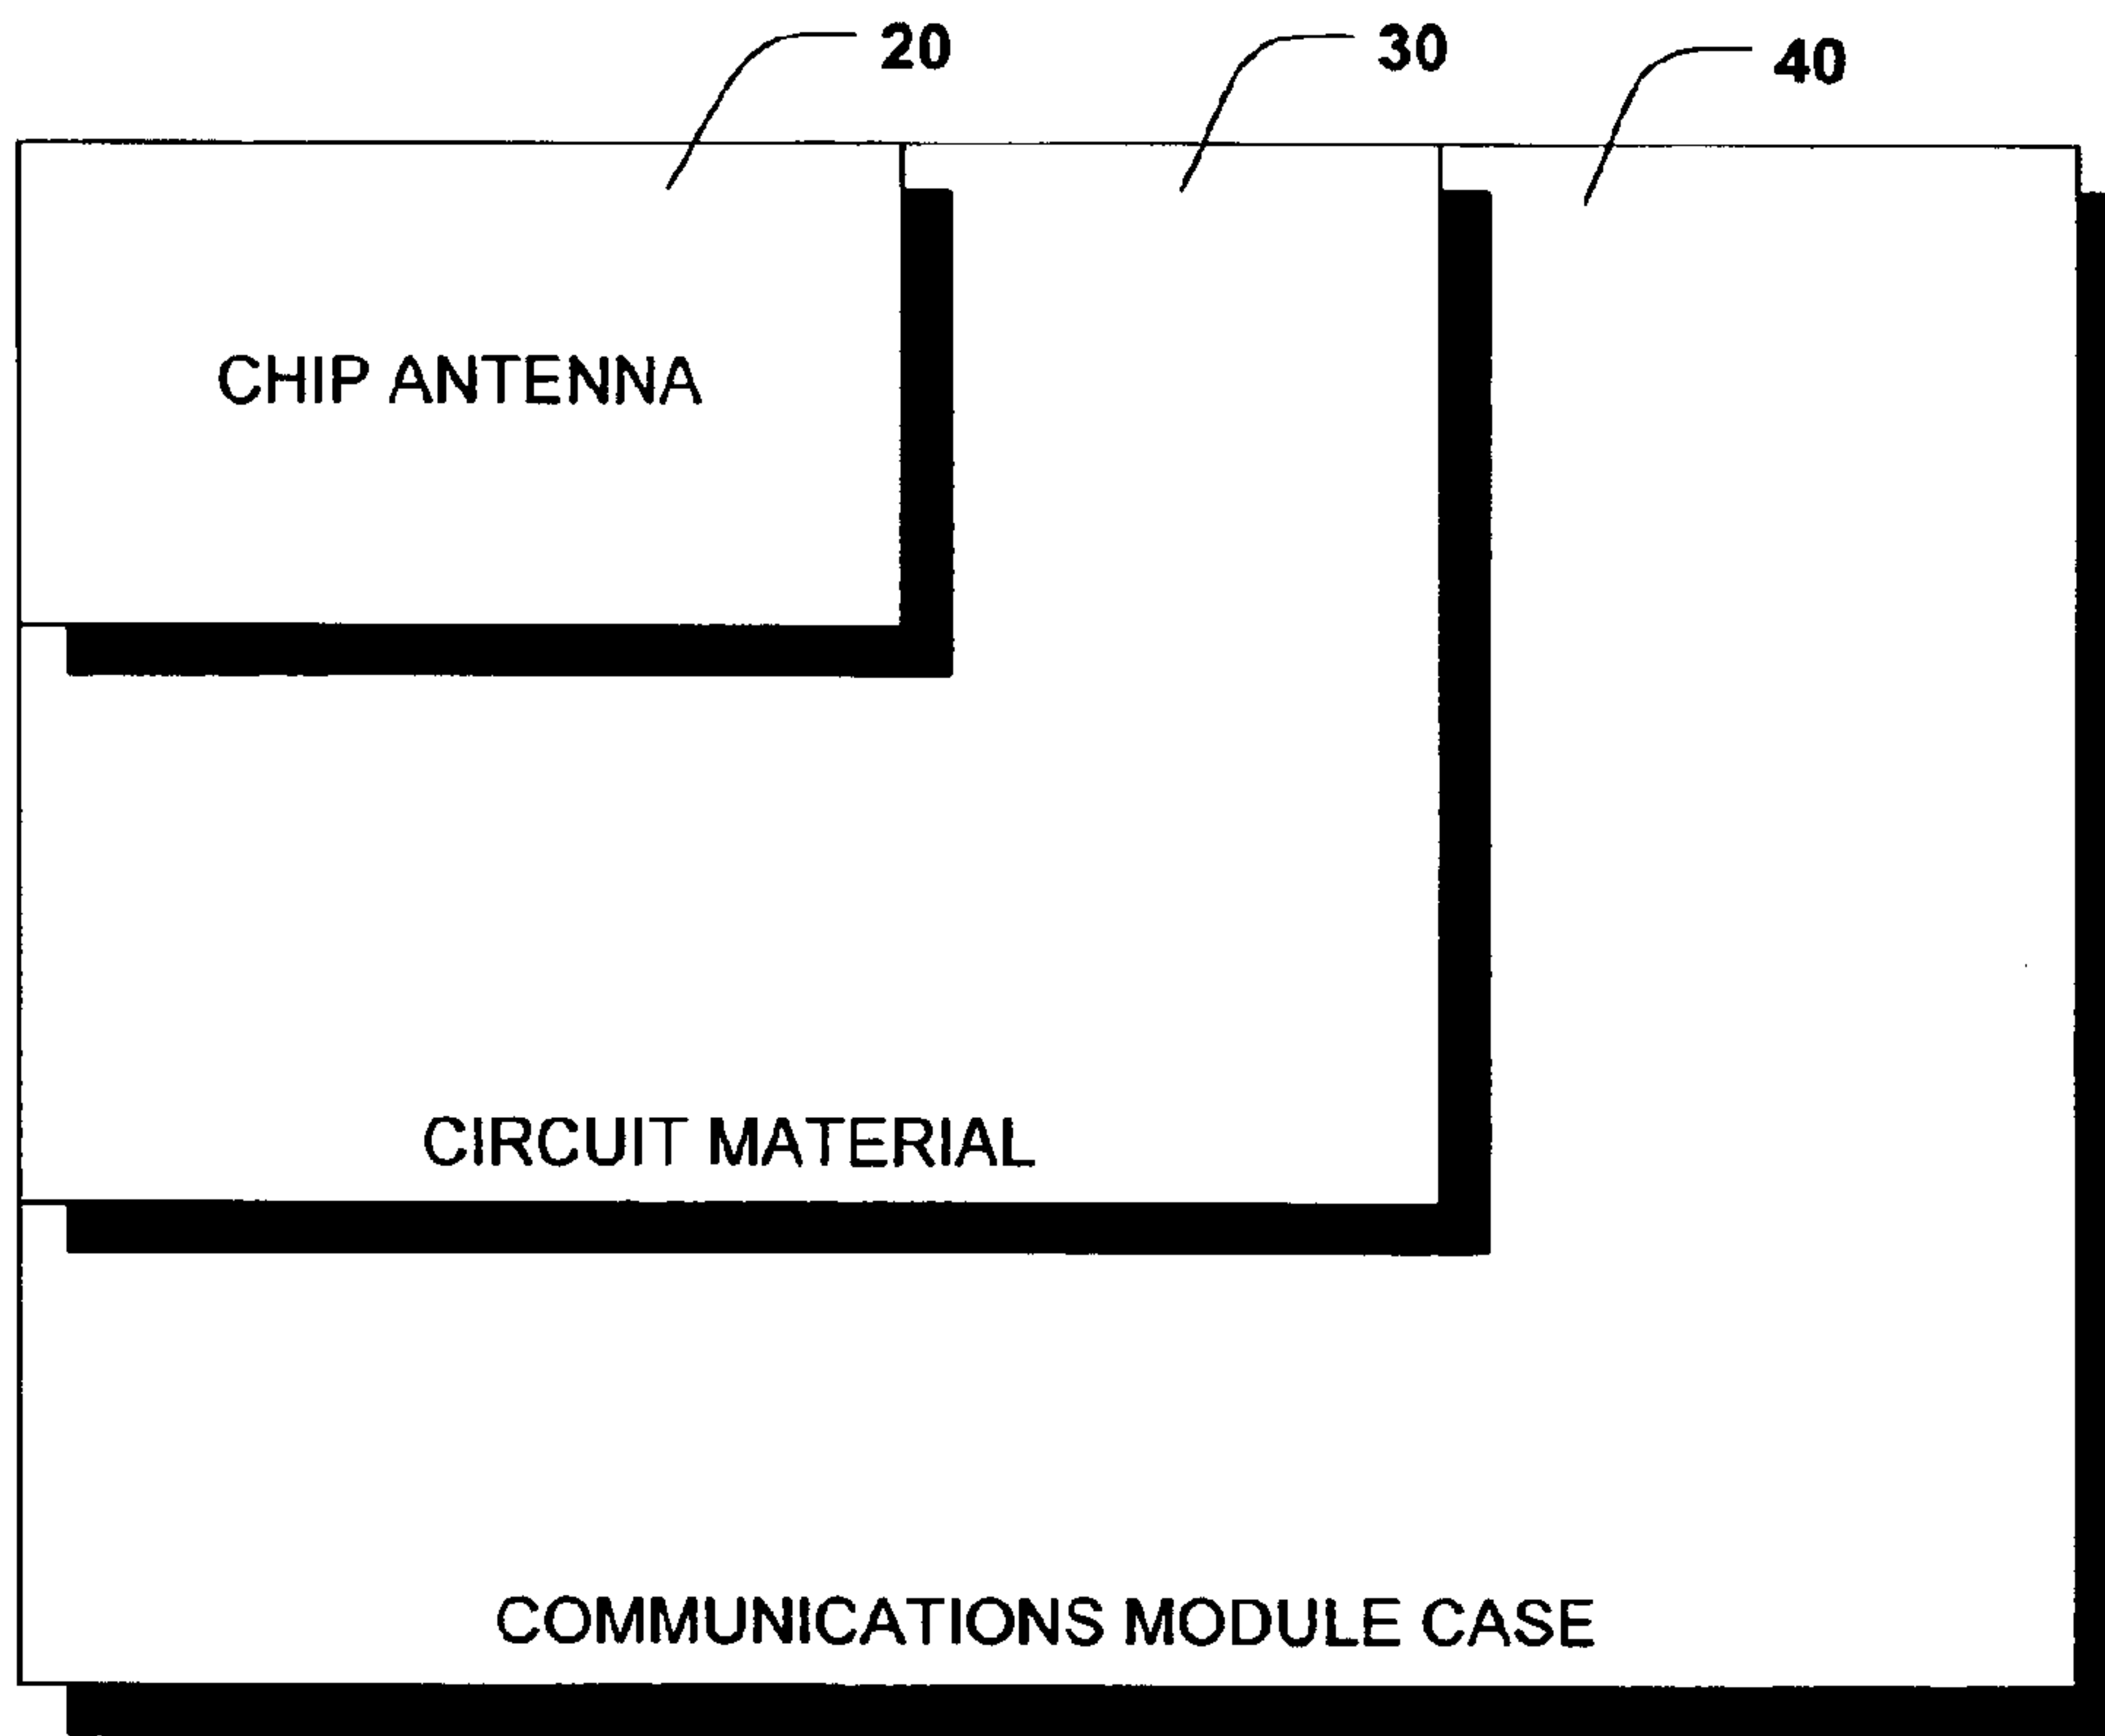 20
30
40
CHIP ANTENNA
CIRCUIT MATERIAL
COMMUNICATIONS MODULE CASE